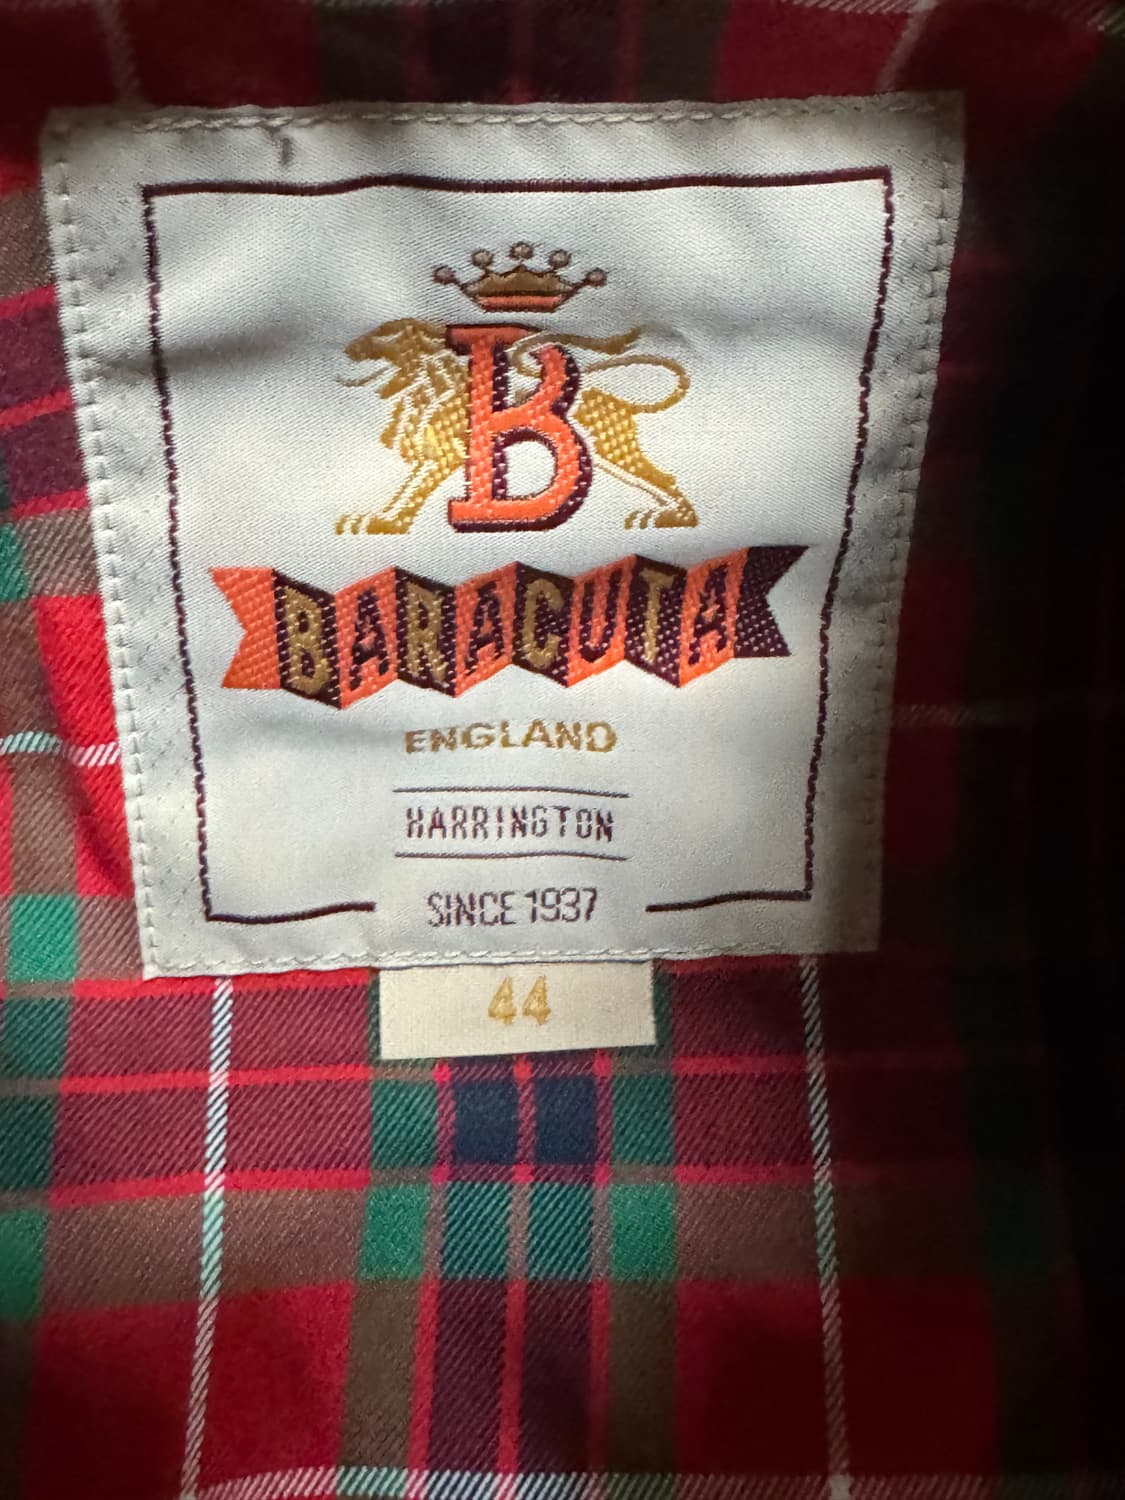 B
BARACUTA
ENGLAND
HARRINGTON
SINCE 1937
44